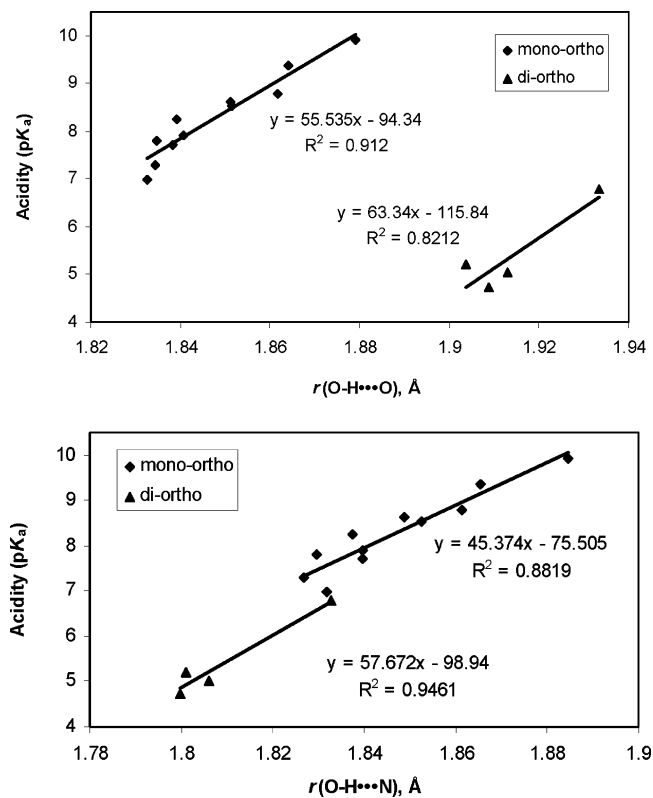 10
9
8
7
6
5
4
Acidity (pKa)
mono-ortho
di-ortho
y = 55.535x - 94.34
R² = 0.912
y = 63.34x - 115.84
R² = 0.8212
1.82 1.84 1.86 1.88 1.9 1.92 1.94
r(O-H•••O), Å
10
9
8
7
6
5
4
Acidity (pKa)
mono-ortho
di-ortho
y = 45.374x - 75.505
R² = 0.8819
y = 57.672x - 98.94
R² = 0.9461
1.78 1.8 1.82 1.84 1.86 1.88 1.9
r(O-H•••N), Å